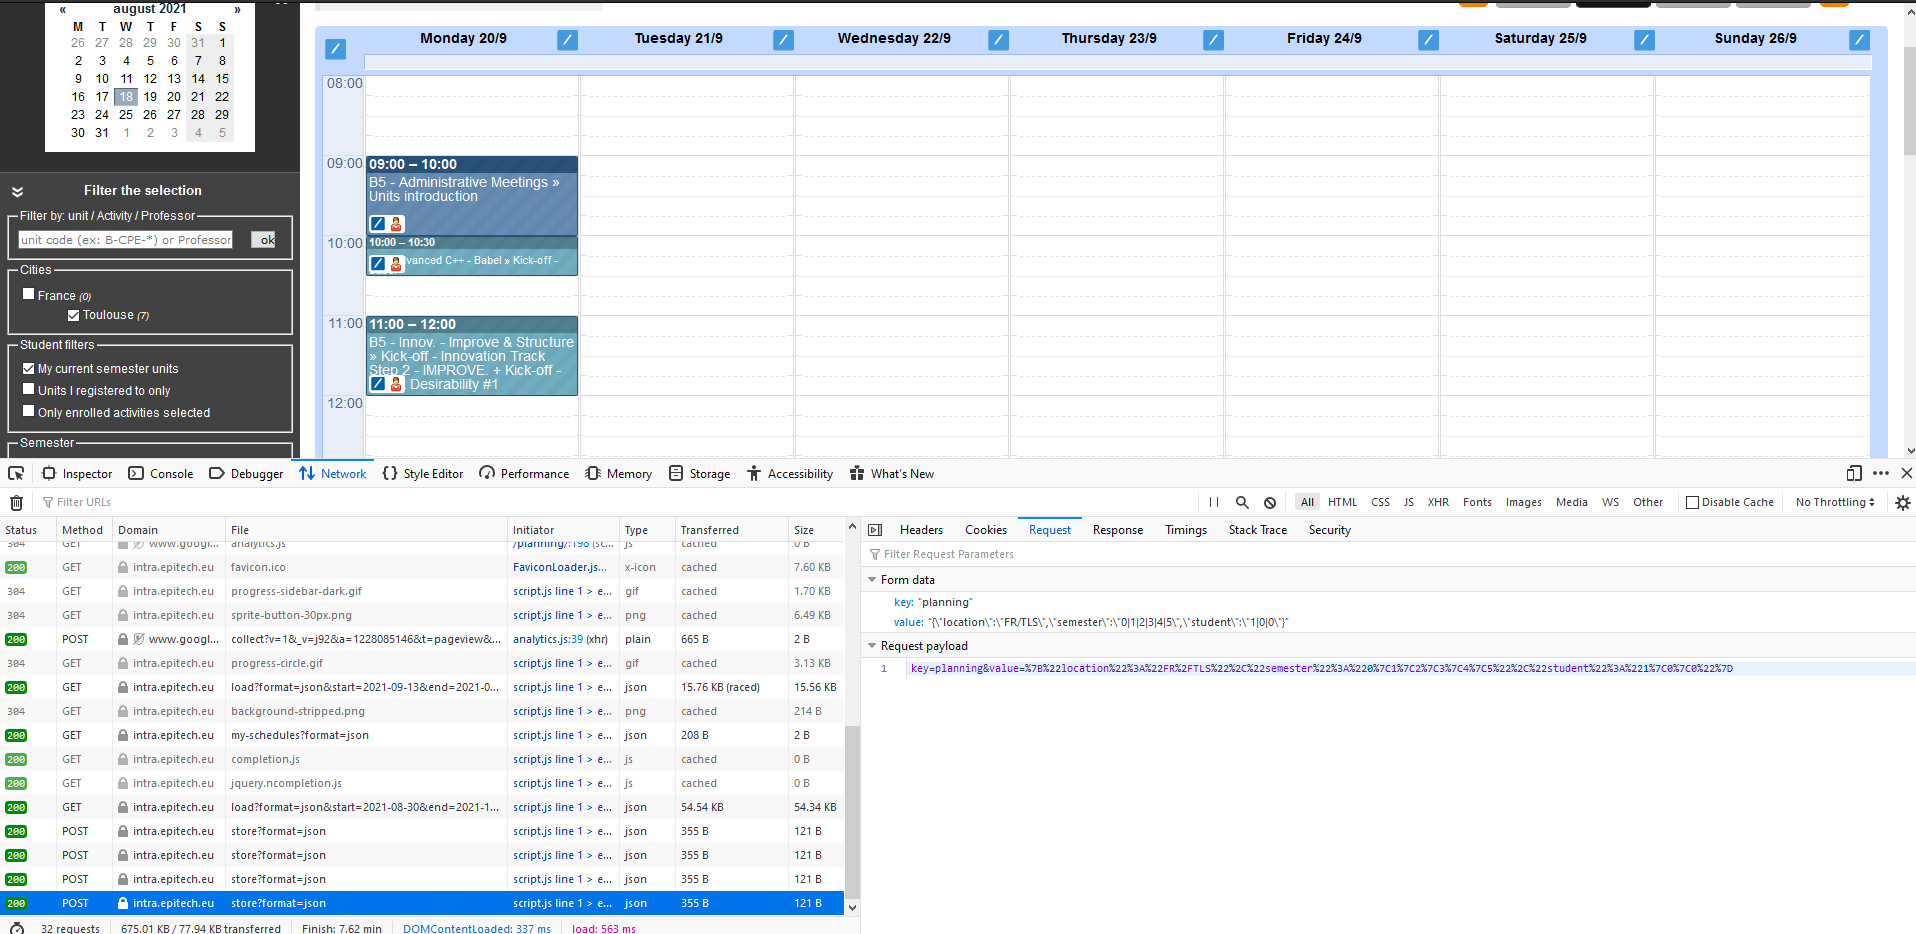 « august 2021 »
M T W T F S S
26 27 28 29 30 31 1
2 3 4 5 6 7 8
9 10 11 12 13 14 15
16 17 18 19 20 21 22
23 24 25 26 27 28 29
30 31 1 2 3 4 5
Filter the selection
Filter by: unit / Activity / Professor
unit code (ex: B-CPE-*) or Professor
ok
Cities
France (0)
Toulouse (7)
Student filters
My current semester units
Units I registered to only
Only enrolled activities selected
Semester
Monday 20/9 Tuesday 21/9 Wednesday 22/9 Thursday 23/9 Friday 24/9 Saturday 25/9 Sunday 26/9
08:00
09:00
10:00
11:00
12:00
09:00 – 10:00
B5 - Administrative Meetings »
Units introduction
10:00 – 10:30
vanced C++ - Babel » Kick-off -
11:00 – 12:00
B5 - Innov. - Improve & Structure
» Kick-off - Innovation Track
Step 2 - IMPROVE. + Kick-off -
Desirability #1
Inspector Console Debugger Network Style Editor Performance Memory Storage Accessibility What's New
Filter URLs
All HTML CSS JS XHR Fonts Images Media WS Other Disable Cache No Throttling
Status Method Domain File Initiator Type Transferred Size
304 GET www.googl... analytics.js /planning/:198 (sc... js cached 0 B
200 GET intra.epitech.eu favicon.ico FaviconLoader.js... x-icon cached 7.60 KB
304 GET intra.epitech.eu progress-sidebar-dark.gif script.js line 1 > e... gif cached 1.70 KB
304 GET intra.epitech.eu sprite-button-30px.png script.js line 1 > e... png cached 6.49 KB
200 POST www.googl... collect?v=1&_v=j92&a=1228085146&t=pageview&... analytics.js:39 (xhr) plain 665 B 2 B
304 GET intra.epitech.eu progress-circle.gif script.js line 1 > e... gif cached 3.13 KB
200 GET intra.epitech.eu load?format=json&start=2021-09-13&end=2021-0... script.js line 1 > e... json 15.76 KB (raced) 15.56 KB
304 GET intra.epitech.eu background-stripped.png script.js line 1 > e... png cached 214 B
200 GET intra.epitech.eu my-schedules?format=json script.js line 1 > e... json 208 B 2 B
200 GET intra.epitech.eu completion.js script.js line 1 > e... js cached 0 B
200 GET intra.epitech.eu jquery.ncompletion.js script.js line 1 > e... js cached 0 B
200 GET intra.epitech.eu load?format=json&start=2021-08-30&end=2021-1... script.js line 1 > e... json 54.54 KB 54.34 KB
200 POST intra.epitech.eu store?format=json script.js line 1 > e... json 355 B 121 B
200 POST intra.epitech.eu store?format=json script.js line 1 > e... json 355 B 121 B
200 POST intra.epitech.eu store?format=json script.js line 1 > e... json 355 B 121 B
200 POST intra.epitech.eu store?format=json script.js line 1 > e... json 355 B 121 B
32 requests 675.01 KB / 77.94 KB transferred Finish: 7.62 min DOMContentLoaded: 337 ms load: 563 ms
Headers Cookies Request Response Timings Stack Trace Security
Filter Request Parameters
Form data
key: "planning"
value: "{\"location\":\"FR/TLS\",\"semester\":\"0|1|2|3|4|5\",\"student\":\"1|0|0\"}"
Request payload
1 key=planning&value=%7B%22location%22%3A%22FR%2FTLS%22%2C%22semester%22%3A%220%7C1%7C2%7C3%7C4%7C5%22%2C%22student%22%3A%221%7C0%7C0%22%7D